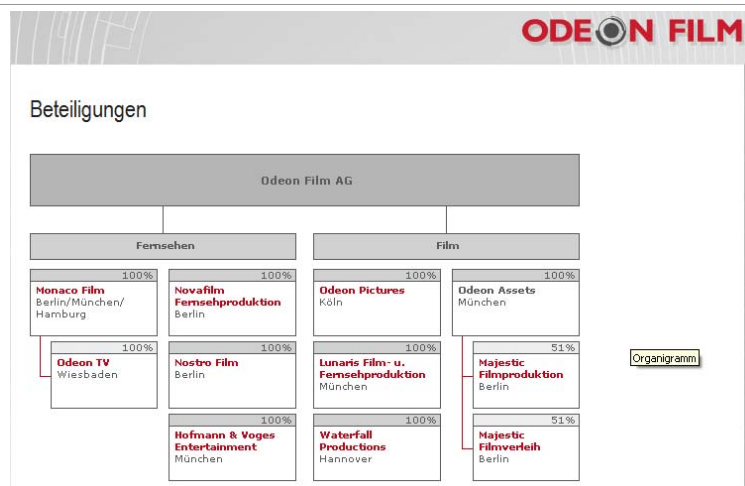 ODEON FILM
Beteiligungen
Odeon Film AG
Fernsehen
Film
100%
Monaco Film
Berlin/München/
Hamburg
100%
Novafilm
Fernsehproduktion
Berlin
100%
Odeon Pictures
Köln
100%
Odeon Assets
München
100%
Odeon TV
Wiesbaden
100%
Nostro Film
Berlin
100%
Lunaris Film- u.
Fernsehproduktion
München
51%
Majestic
Filmproduktion
Berlin
Organigramm
100%
Hofmann & Voges
Entertainment
München
100%
Waterfall
Productions
Hannover
51%
Majestic
Filmverleih
Berlin